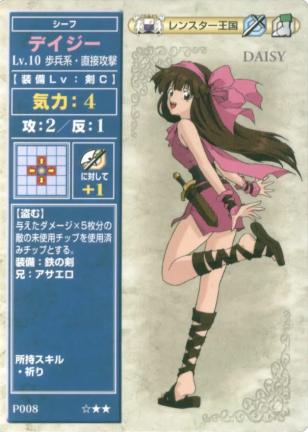 シーフ
デイジー
Lv.10 歩兵系・直接攻撃
【装備Lv：剣C】
気力：4
攻：2／反：1
に対して
+1
【盗む】
与えたダメージ×5枚分の
敵の未使用チップを使用済
みチップとする。
装備：鉄の剣
兄：アサエロ
所持スキル
・祈り
P008
☆★★
レンスター王国
DAISY